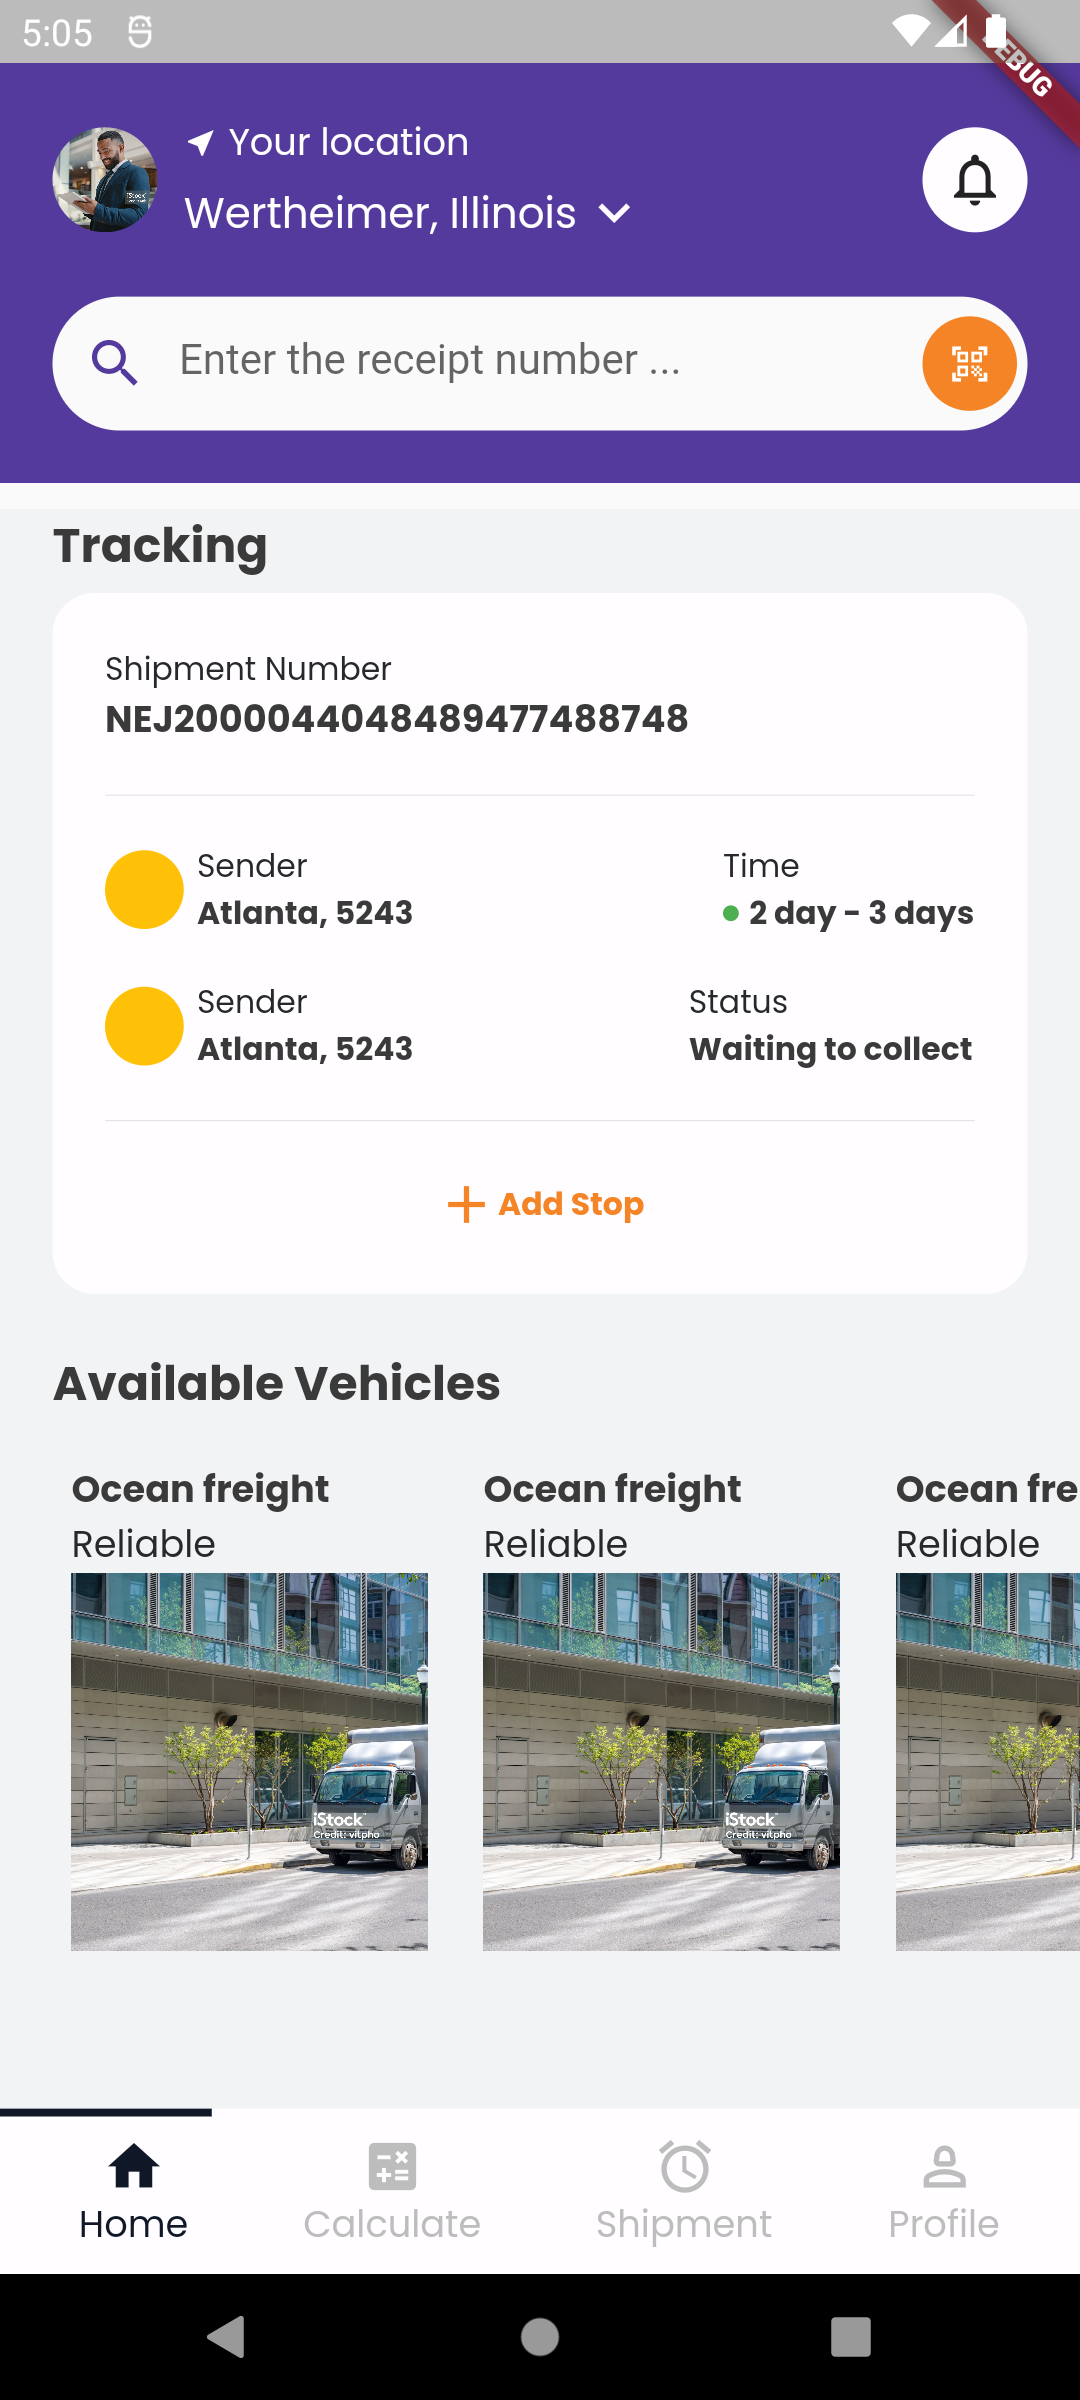 5:05
DEBUG
Your location
Wertheimer, Illinois
Enter the receipt number ...
Tracking
Shipment Number
NEJ20000440484894​77488748
Sender
Atlanta, 5243
Time
2 day - 3 days
Sender
Atlanta, 5243
Status
Waiting to collect
Add Stop
Available Vehicles
Ocean freight
Reliable
iStock
Credit: vitpho
Ocean freight
Reliable
iStock
Credit: vitpho
Ocean fre
Reliable
Home
Calculate
Shipment
Profile